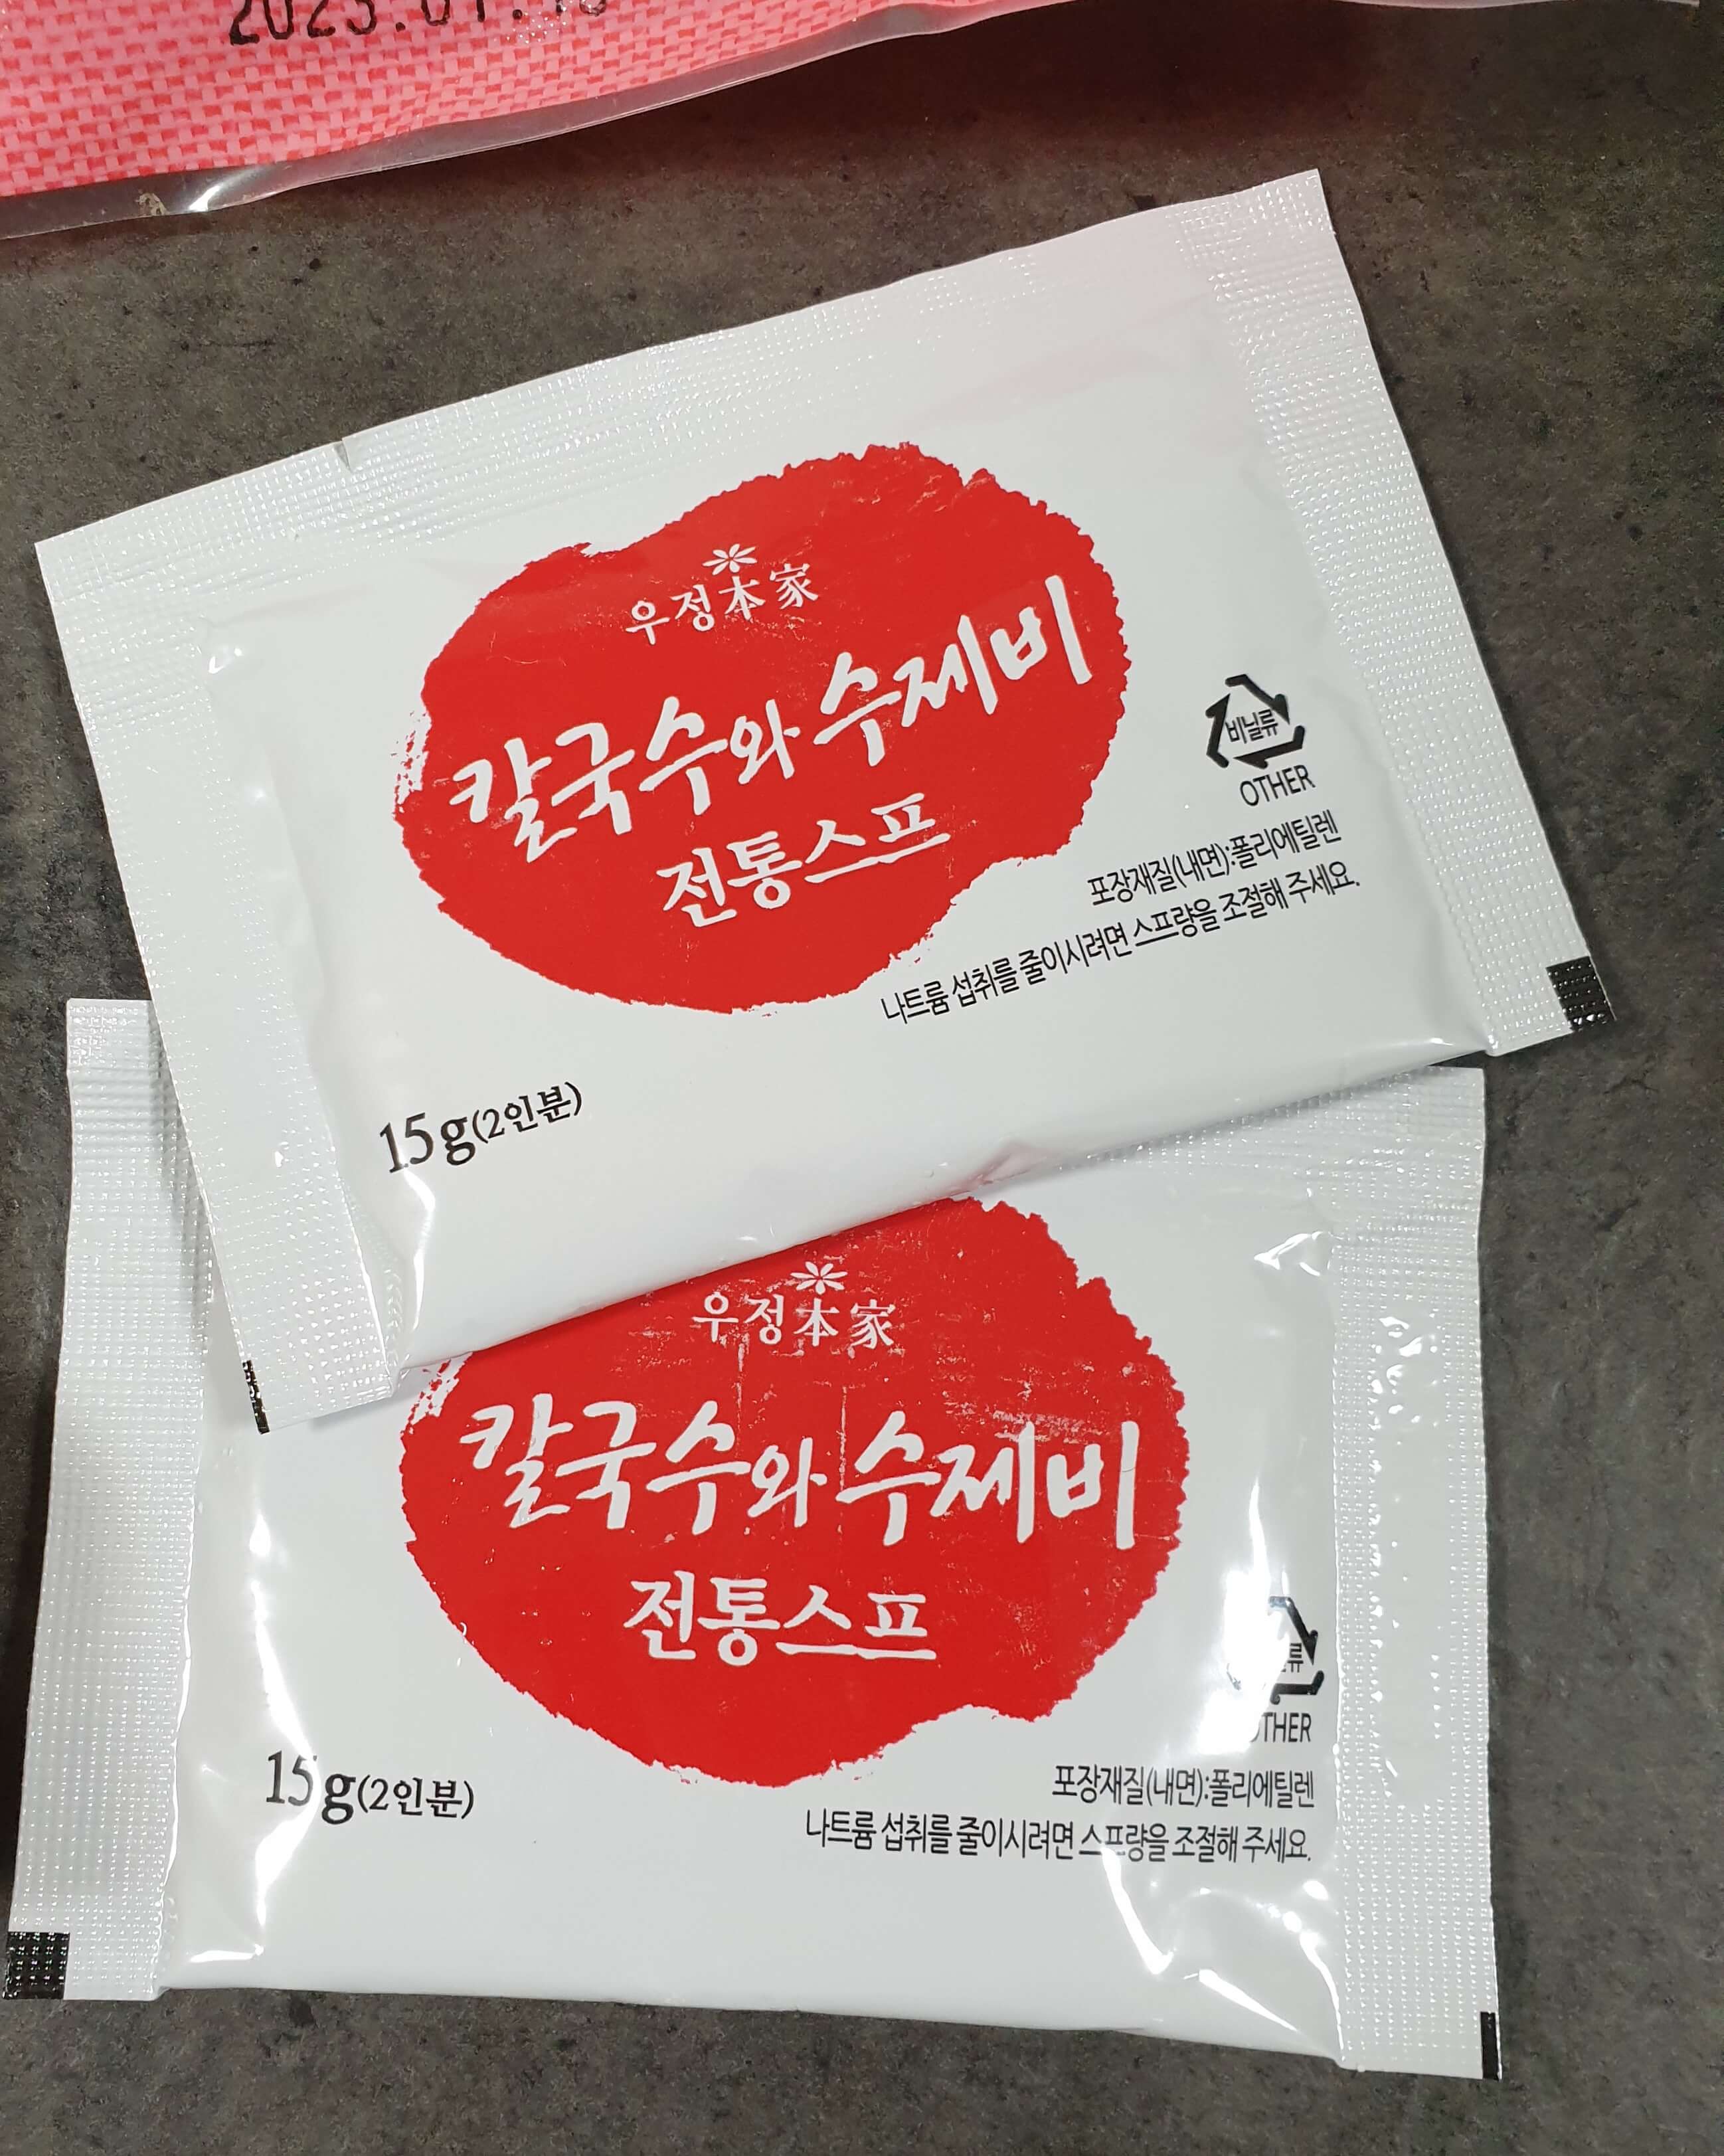 우정本家
칼국수와 수제비
전통스프
비닐류
OTHER
포장재질(내면):폴리에틸렌
나트륨 섭취를 줄이시려면 스프량을 조절해 주세요.
15g(2인분)
우정本家
칼국수와 수제비
전통스프
15g(2인분)
포장재질(내면):폴리에틸렌
나트륨 섭취를 줄이시려면 스프량을 조절해 주세요.